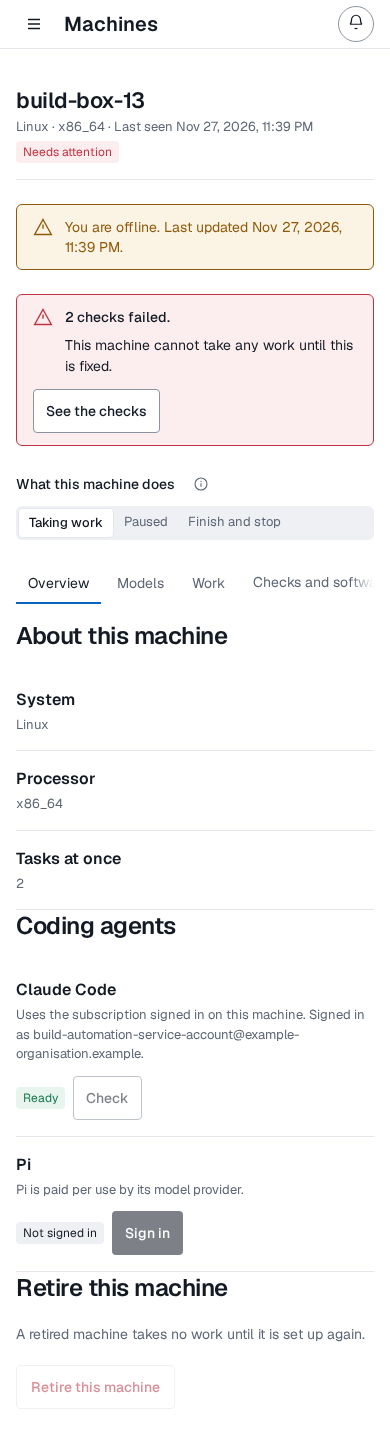 Machines
build-box-13
Linux · x86_64 · Last seen Nov 27, 2026, 11:39 PM
Needs attention
You are offline. Last updated Nov 27, 2026,
11:39 PM.
2 checks failed.
This machine cannot take any work until this
is fixed.
See the checks
What this machine does
Taking work Paused Finish and stop
Overview Models Work Checks and softwa
About this machine
System
Linux
Processor
x86_64
Tasks at once
2
Coding agents
Claude Code
Uses the subscription signed in on this machine. Signed in
as build-automation-service-account@example-
organisation.example.
Ready Check
Pi
Pi is paid per use by its model provider.
Not signed in Sign in
Retire this machine
A retired machine takes no work until it is set up again.
Retire this machine